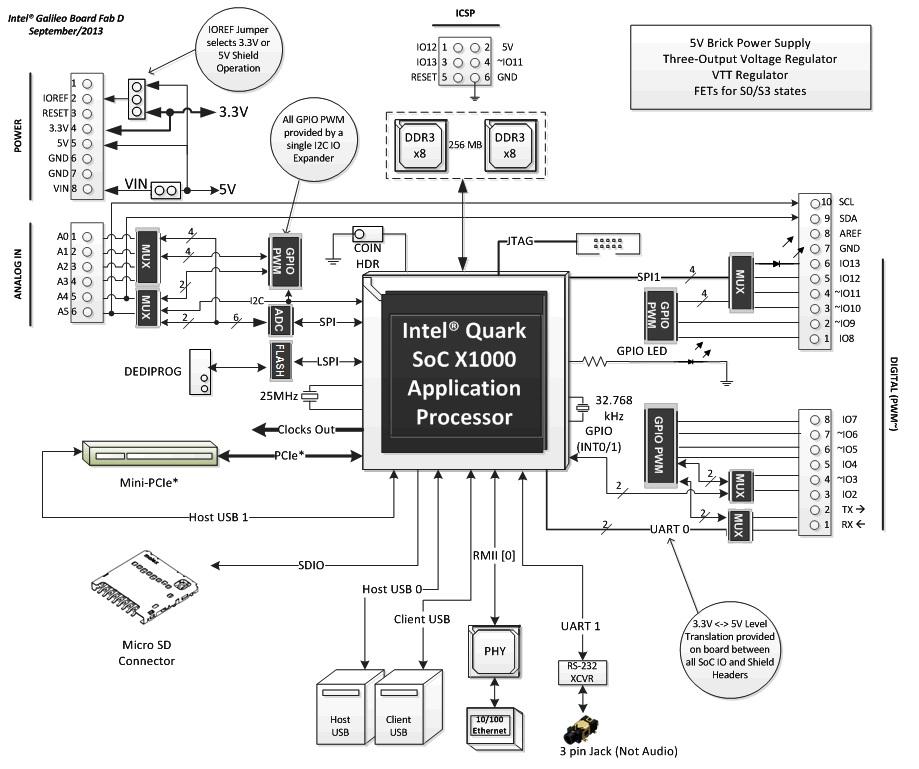 Intel® Galileo Board Fab D
September/2013
IOREF Jumper
selects 3.3V or
5V Shield
Operation
ICSP
IO12 1 2 5V
IO13 3 4 ~IO11
RESET 5 6 GND
5V Brick Power Supply
Three-Output Voltage Regulator
VTT Regulator
FETs for S0/S3 states
POWER
1
IOREF 2
RESET 3
3.3V 4
5V 5
GND 6
GND 7
VIN 8
3.3V
VIN
5V
All GPIO PWM
provided by a
single I2C IO
Expander
DDR3
x8
256 MB
DDR3
x8
ANALOG IN
A0 1
A1 2
A2 3
A3 4
A4 5
A5 6
MUX
MUX
4
4
2
2
6
GPIO
PWM
I2C
ADC
SPI
FLASH
LSPI
DEDIPROG
25MHz
COIN
HDR
JTAG
Intel® Quark
SoC X1000
Application
Processor
SPI1
4
MUX
GPIO
PWM
4
10 SCL
9 SDA
8 AREF
7 GND
6 IO13
5 IO12
4 ~IO11
3 ~IO10
2 ~IO9
1 IO8
DIGITAL (PWM~)
GPIO LED
32.768
kHz
GPIO
(INT0/1)
GPIO PWM
8 IO7
7 ~IO6
6 ~IO5
5 IO4
4 ~IO3
3 IO2
2 TX →
1 RX ←
2
MUX
2
2
MUX
2
UART 0
Clocks Out
PCIe*
Mini-PCIe*
Host USB 1
SDIO
Micro SD
Connector
Host USB 0
Client USB
Host
USB
Client
USB
RMII [0]
PHY
10/100
Ethernet
UART 1
RS-232
XCVR
3 pin Jack (Not Audio)
3.3V <-> 5V Level
Translation provided
on board between
all SoC IO and Shield
Headers